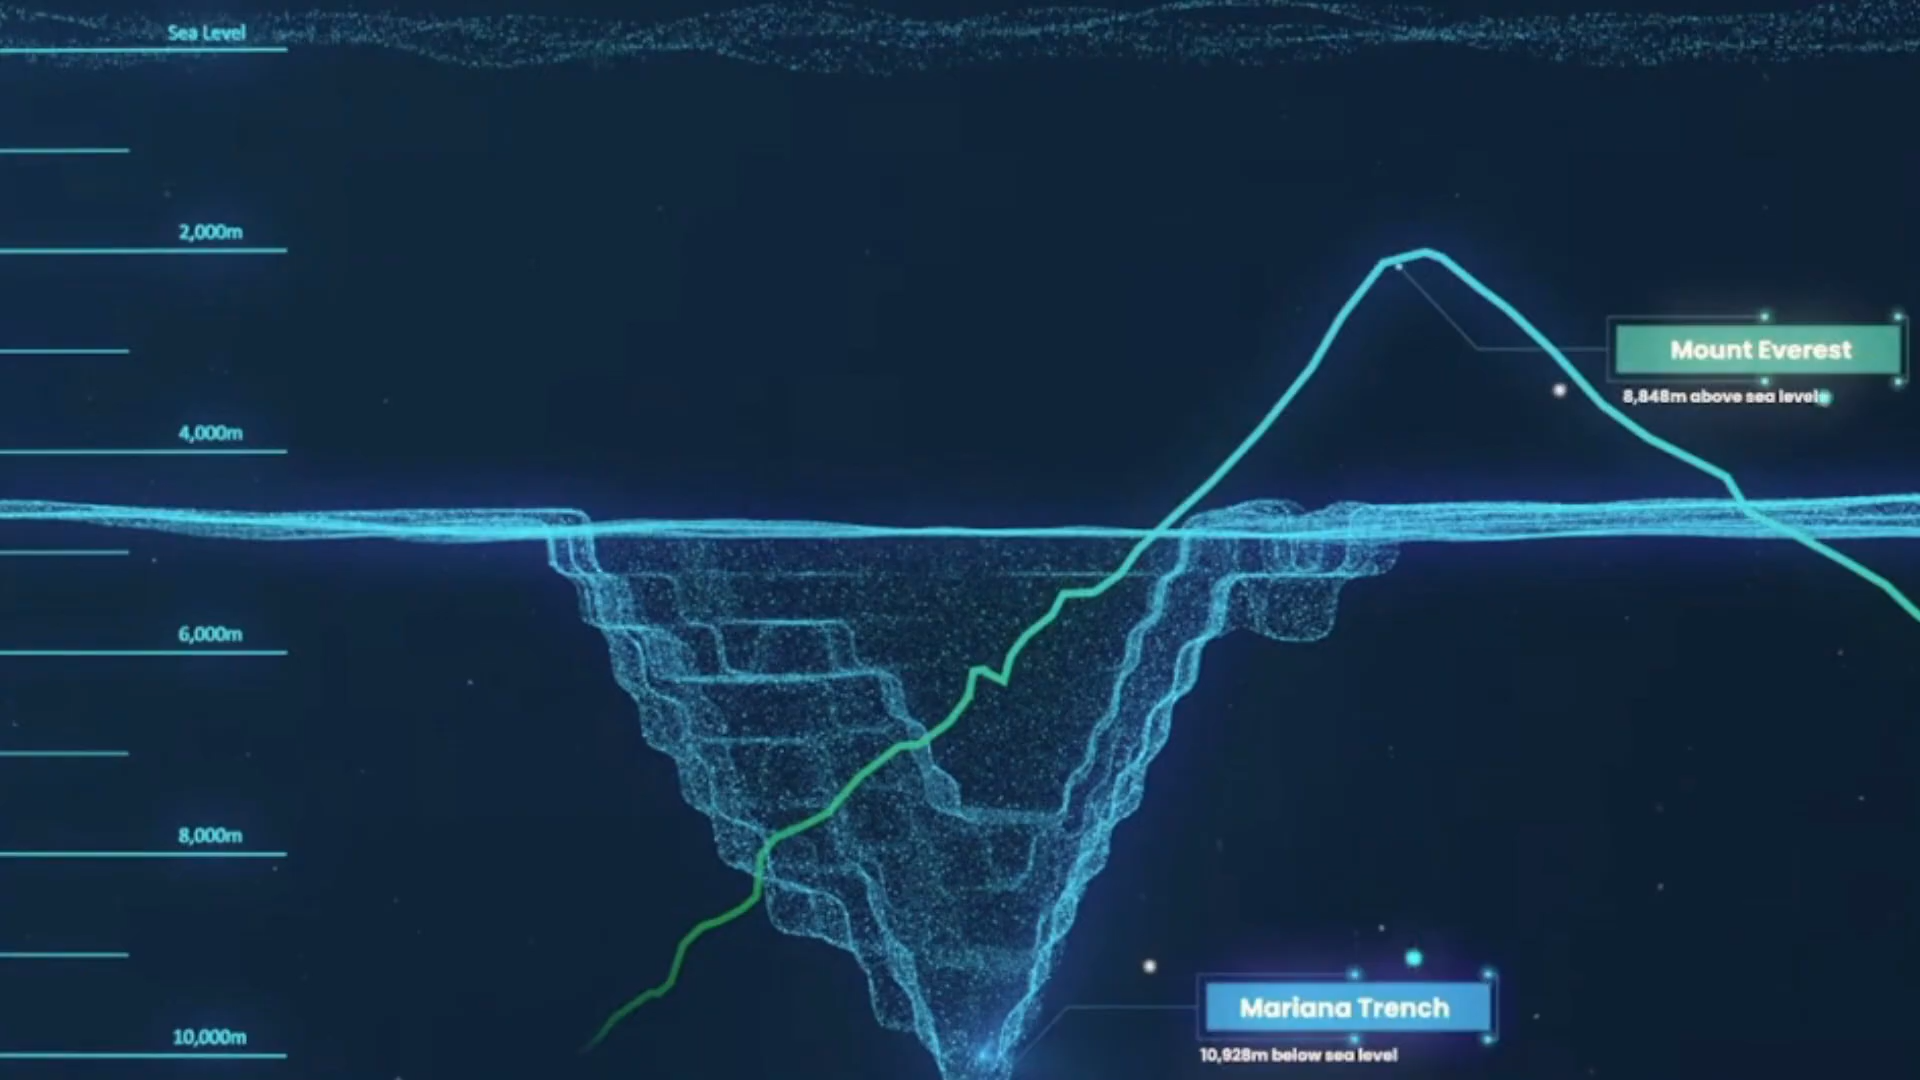 Sea Level
2,000m
Mount Everest
8,848m above sea level
4,000m
6,000m
8,000m
Mariana Trench
10,000m
10,928m below sea level